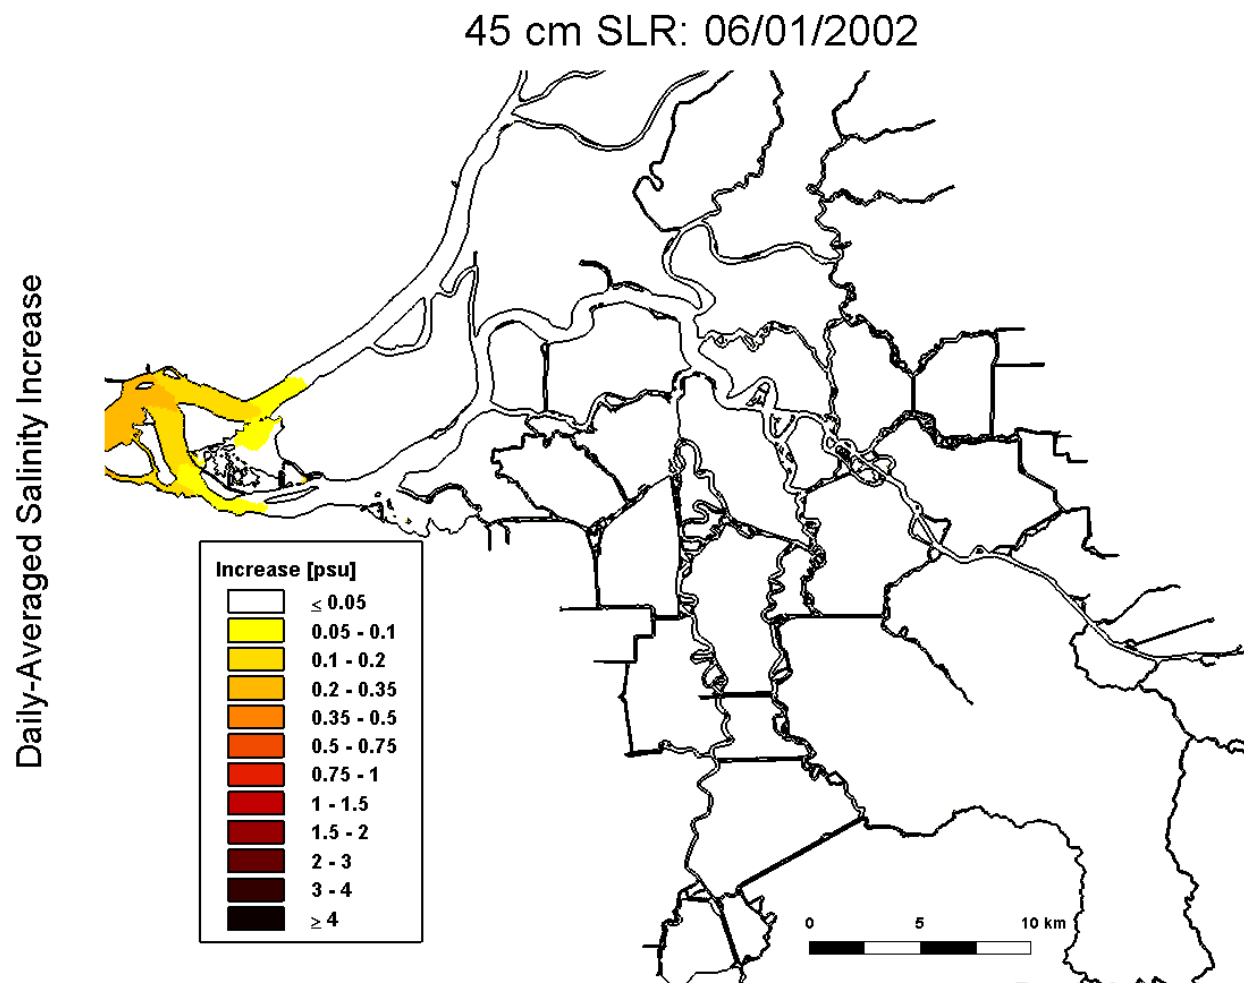 45 cm SLR: 06/01/2002
Daily-Averaged Salinity Increase
Increase [psu]
≤ 0.05
0.05 - 0.1
0.1 - 0.2
0.2 - 0.35
0.35 - 0.5
0.5 - 0.75
0.75 - 1
1 - 1.5
1.5 - 2
2 - 3
3 - 4
≥ 4
0 5 10 km